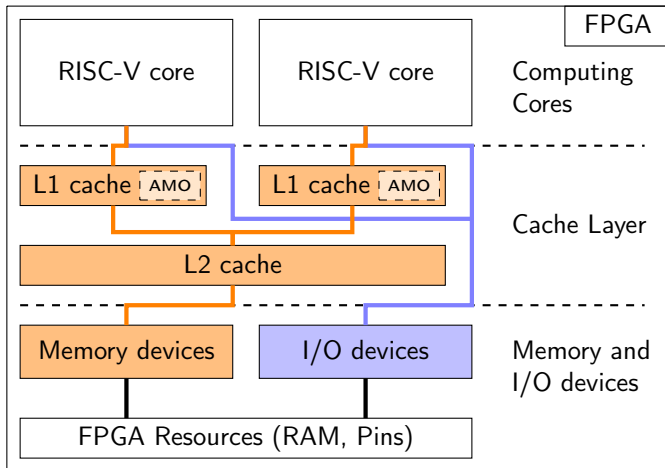 FPGA
RISC-V core
RISC-V core
Computing
Cores
L1 cache AMO
L1 cache AMO
Cache Layer
L2 cache
Memory devices
I/O devices
Memory and
I/O devices
FPGA Resources (RAM, Pins)